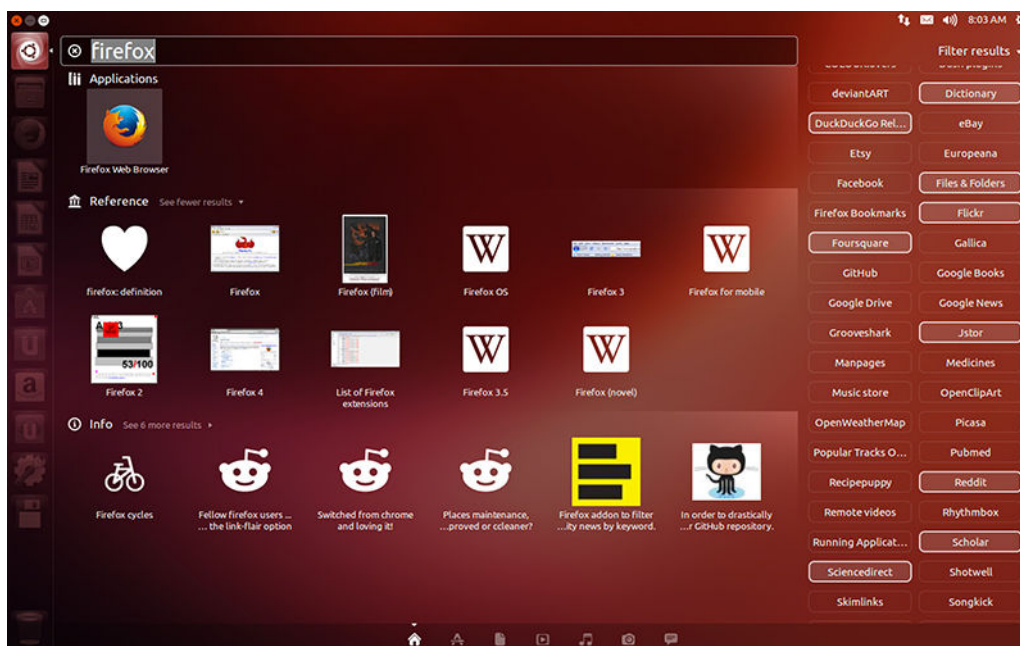 8:03 AM
firefox
Filter results
Applications
Firefox Web Browser
Reference See fewer results
firefox: definition
Firefox
Firefox (film)
W
Firefox OS
Firefox 3
W
Firefox for mobile
53/100
Firefox 2
Firefox 4
List of Firefox
extensions
W
Firefox 3.5
W
Firefox (novel)
Info See 6 more results
Firefox cycles
Fellow firefox users ...
... the link-flair option
Switched from chrome
and loving it!
Places maintenance,
...proved or ccleaner?
Firefox addon to filter
...ity news by keyword.
In order to drastically
...r GitHub repository.
deviantART
Dictionary
DuckDuckGo Rel...
eBay
Etsy
Europeana
Facebook
Files & Folders
Firefox Bookmarks
Flickr
Foursquare
Gallica
GitHub
Google Books
Google Drive
Google News
Grooveshark
Jstor
Manpages
Medicines
Music store
OpenClipArt
OpenWeatherMap
Picasa
Popular Tracks O...
Pubmed
Recipepuppy
Reddit
Remote videos
Rhythmbox
Running Applicat...
Scholar
Sciencedirect
Shotwell
Skimlinks
Songkick